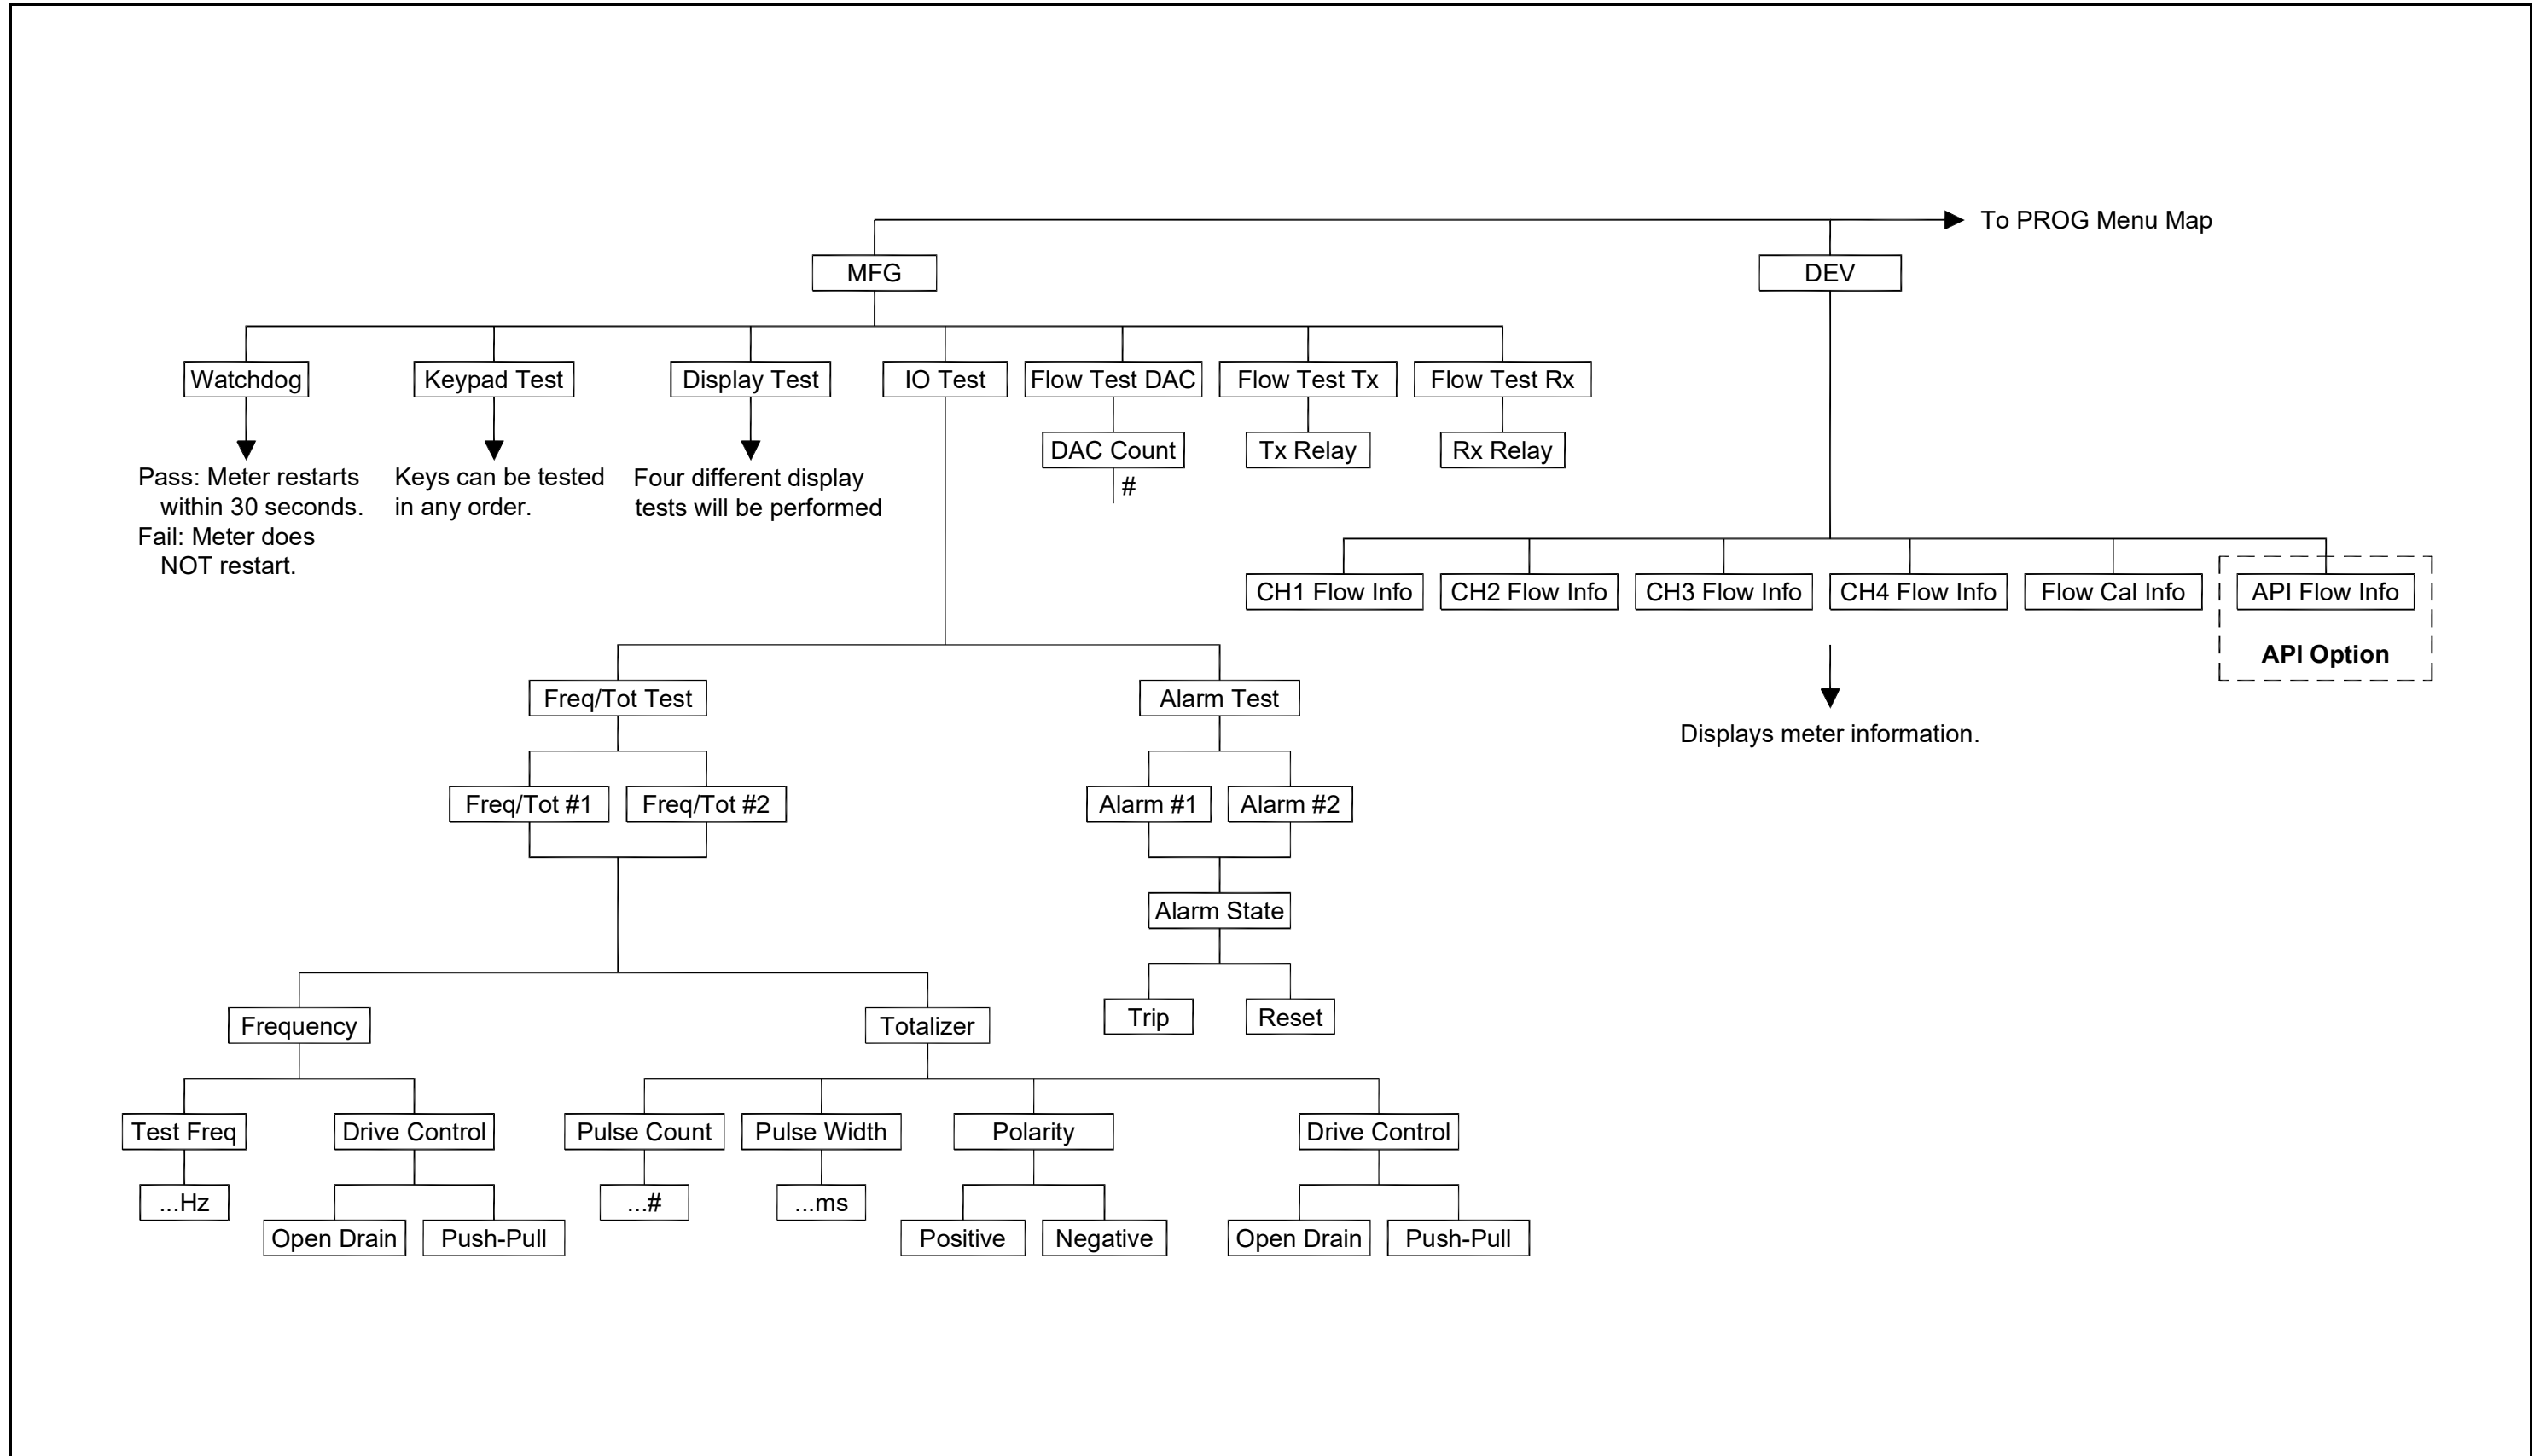 To PROG Menu Map
MFG
DEV
Watchdog
Keypad Test
Display Test
IO Test
Flow Test DAC
Flow Test Tx
Flow Test Rx
DAC Count
Tx Relay
Rx Relay
#
Pass: Meter restarts
within 30 seconds.
Fail: Meter does
NOT restart.
Keys can be tested
in any order.
Four different display
tests will be performed
CH1 Flow Info
CH2 Flow Info
CH3 Flow Info
CH4 Flow Info
Flow Cal Info
API Flow Info
API Option
Displays meter information.
Freq/Tot Test
Alarm Test
Freq/Tot #1
Freq/Tot #2
Alarm #1
Alarm #2
Alarm State
Trip
Reset
Frequency
Totalizer
Test Freq
Drive Control
Pulse Count
Pulse Width
Polarity
Drive Control
...Hz
...#
...ms
Open Drain
Push-Pull
Positive
Negative
Open Drain
Push-Pull